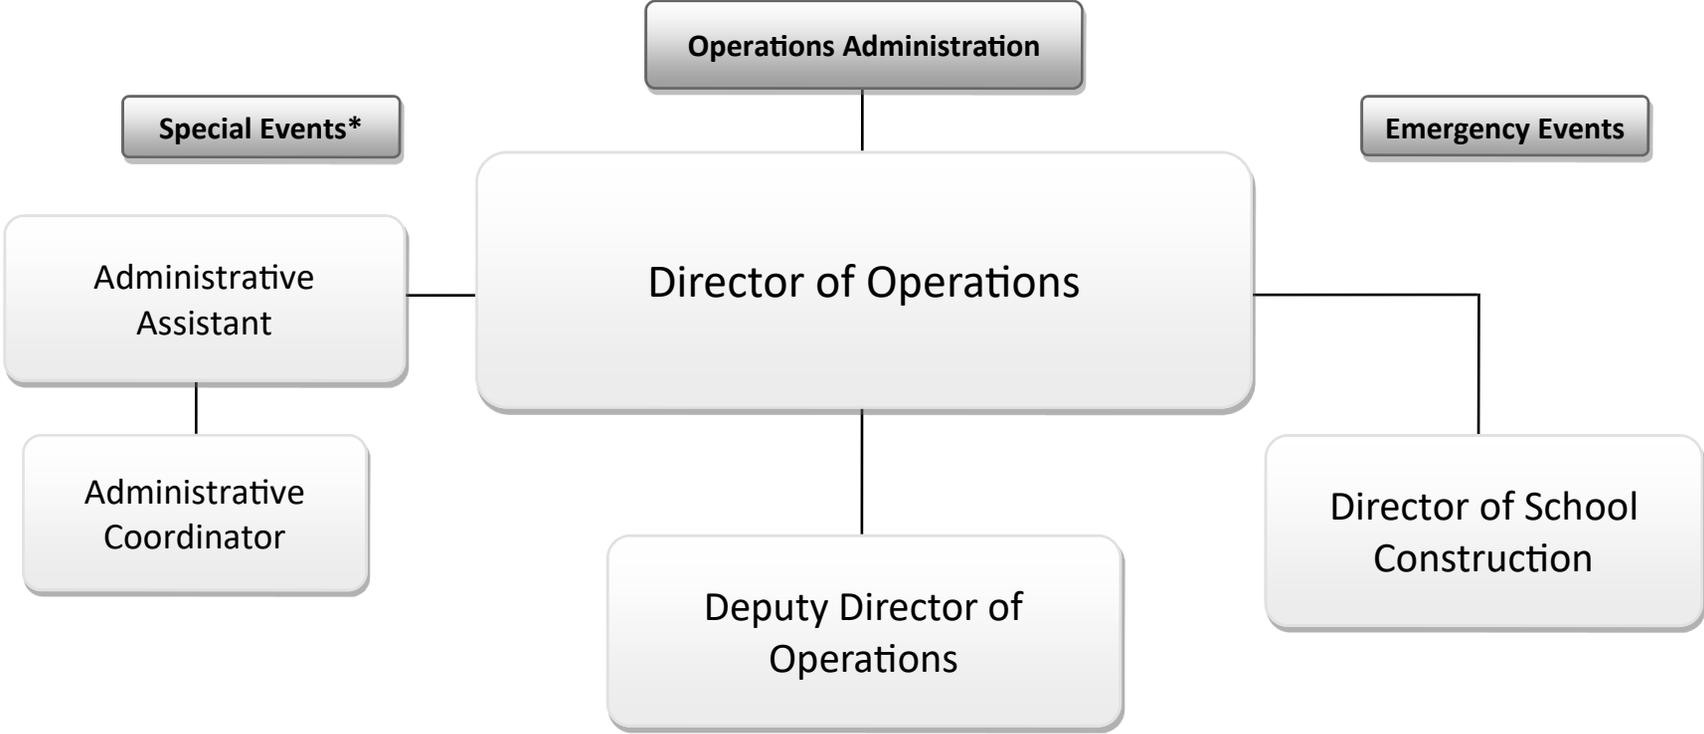 Operations Administration
Special Events*
Emergency Events
Administrative
Assistant
Director of Operations
Administrative
Coordinator
Director of School
Construction
Deputy Director of
Operations